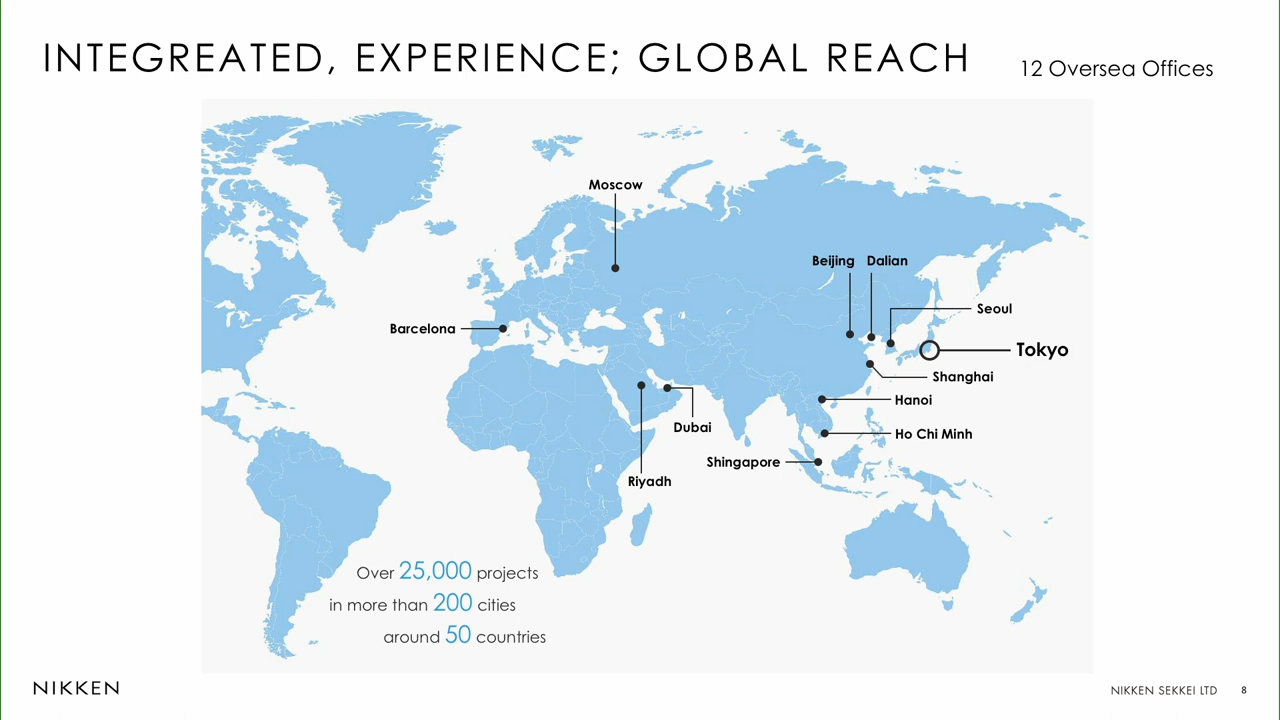 INTEGREATED, EXPERIENCE; GLOBAL REACH
12 Oversea Offices
Moscow
Beijing Dalian
Seoul
Barcelona
Tokyo
Shanghai
Hanoi
Dubai
Ho Chi Minh
Shingapore
Riyadh
Over 25,000 projects
in more than 200 cities
around 50 countries
NIKKEN
NIKKEN SEKKEI LTD 8